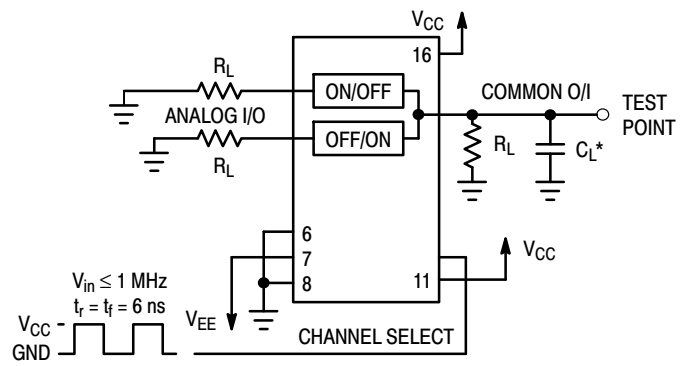 V_CC
16
R_L
ON/OFF
COMMON O/I
TEST
POINT
ANALOG I/O
OFF/ON
R_L
R_L
C_L*
6
7
8
11
V_CC
V_in ≤ 1 MHz
t_r = t_f = 6 ns
V_EE
V_CC
GND
CHANNEL SELECT